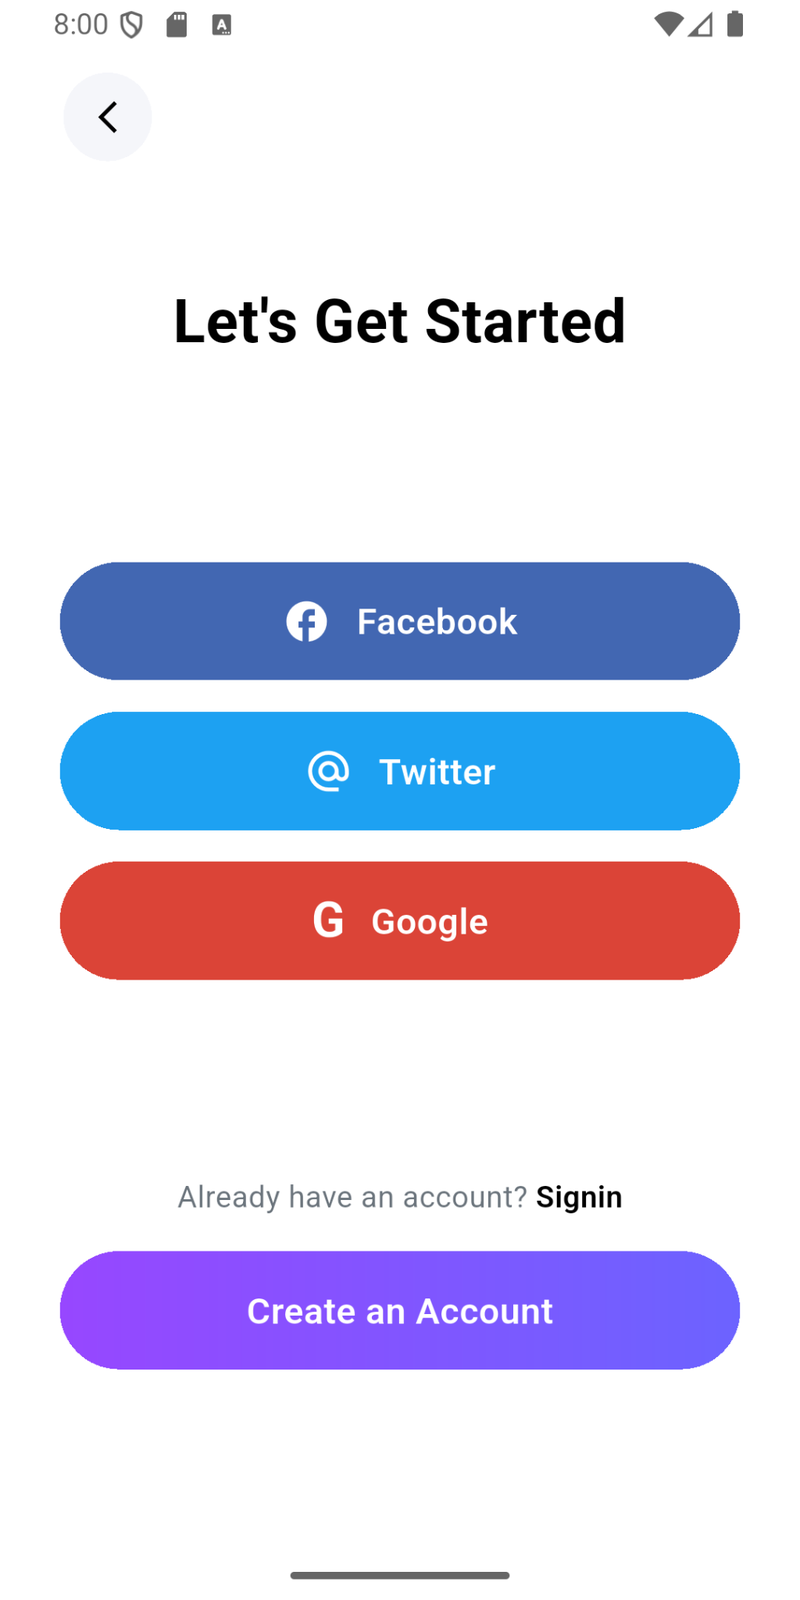 8:00
Let's Get Started
Facebook
Twitter
G Google
Already have an account? Signin
Create an Account